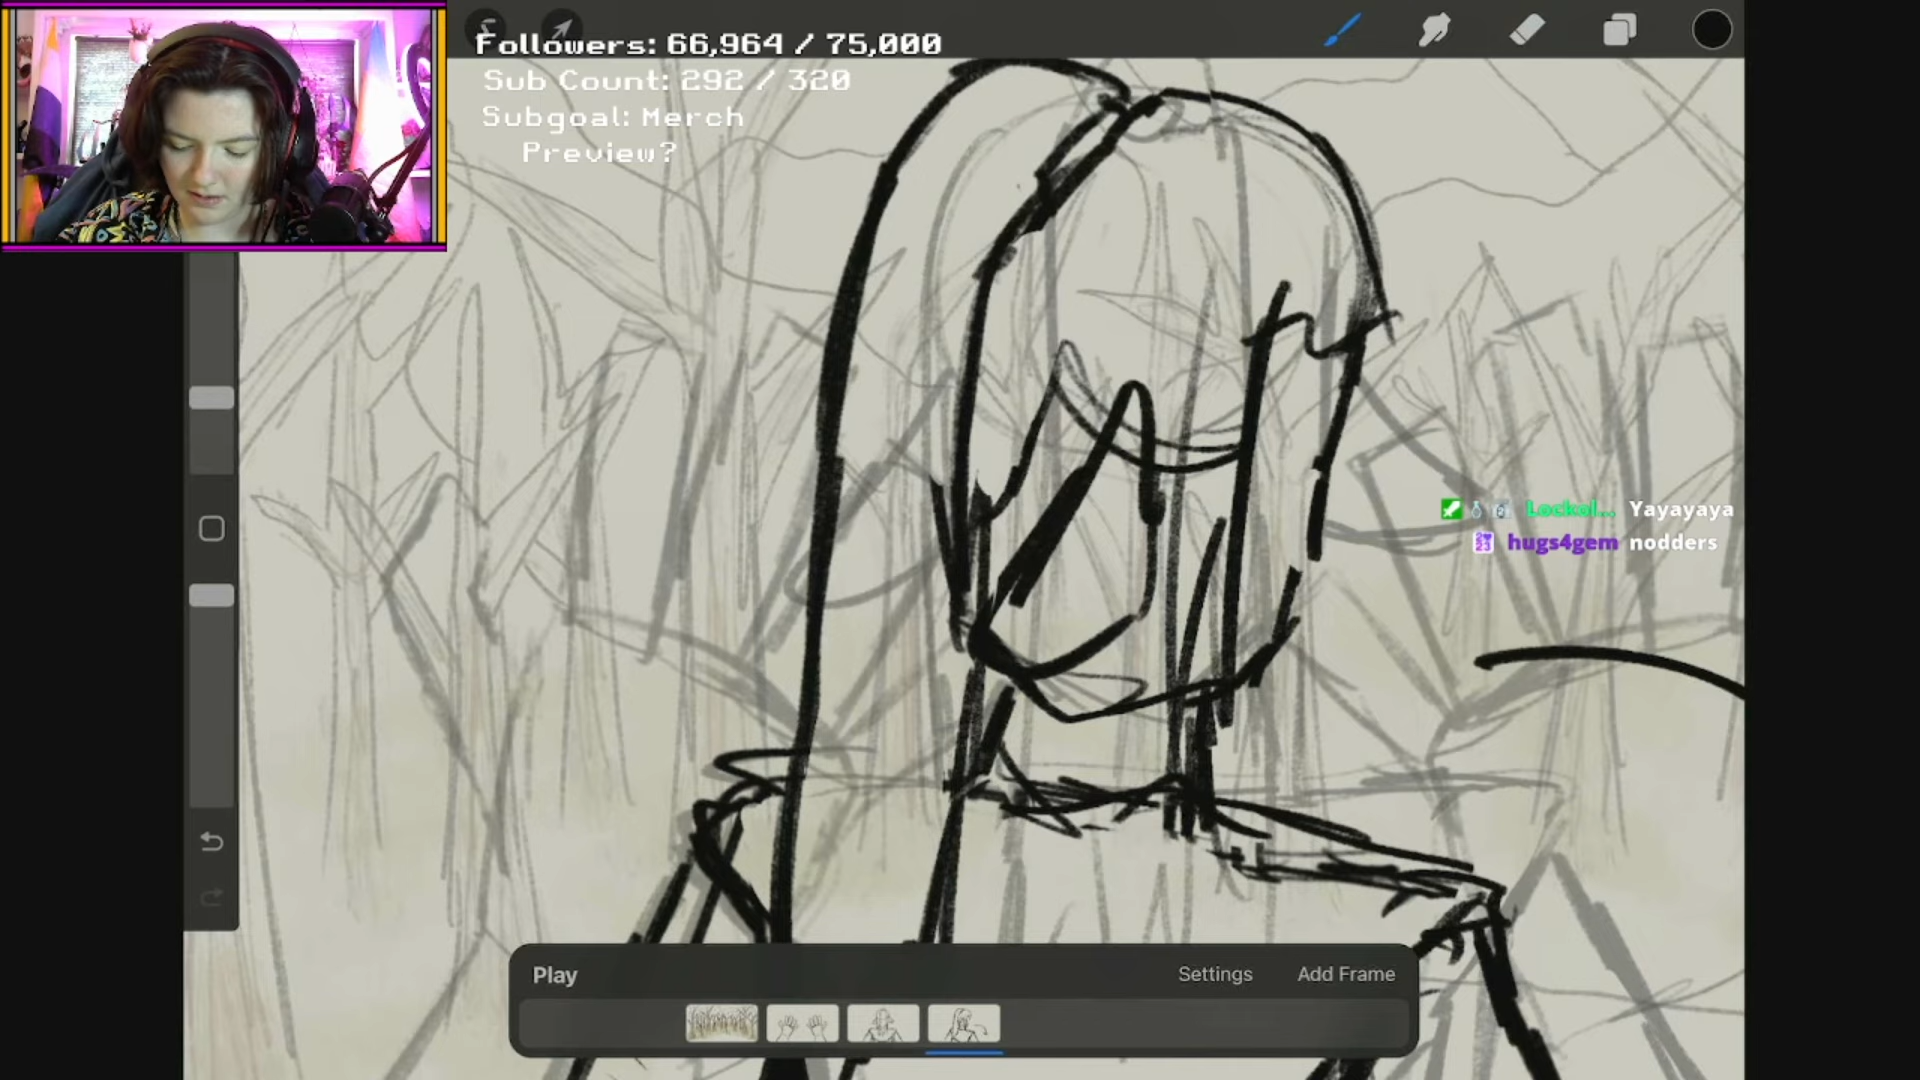 Followers: 66,964 / 75,000
Sub Count: 292 / 320
Subgoal: Merch
Preview?
Lockol... Yayayaya
hugs4gem nodders
Play
Settings
Add Frame